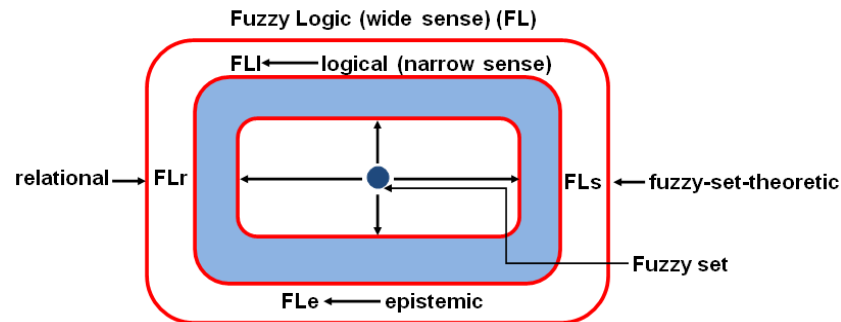 Fuzzy Logic (wide sense) (FL)
FLl logical (narrow sense)
relational FLr FLs fuzzy-set-theoretic
Fuzzy set
FLe epistemic